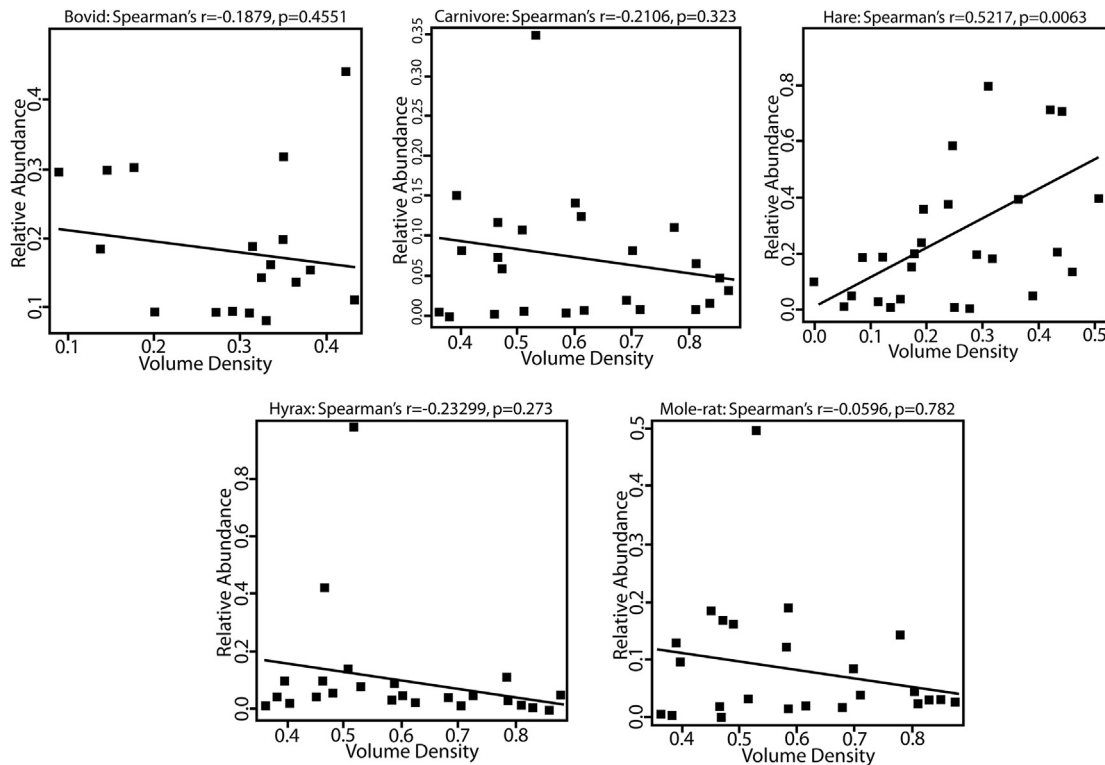 Bovid: Spearman's r=-0.1879, p=0.4551
Relative Abundance
0.4
0.3
0.2
0.1
0.1 0.2 0.3 0.4
Volume Density
Carnivore: Spearman's r=-0.2106, p=0.323
Relative Abundance
0.35
0.30
0.25
0.20
0.15
0.10
0.05
0.00
0.4 0.5 0.6 0.7 0.8
Volume Density
Hare: Spearman's r=0.5217, p=0.0063
Relative Abundance
0.8
0.6
0.4
0.2
0.0
0.0 0.1 0.2 0.3 0.4 0.5
Volume Density
Hyrax: Spearman's r=-0.23299, p=0.273
Relative Abundance
0.8
0.6
0.4
0.2
0.0
0.4 0.5 0.6 0.7 0.8
Volume Density
Mole-rat: Spearman's r=-0.0596, p=0.782
Relative Abundance
0.5
0.4
0.3
0.2
0.1
0.0
0.4 0.5 0.6 0.7 0.8
Volume Density